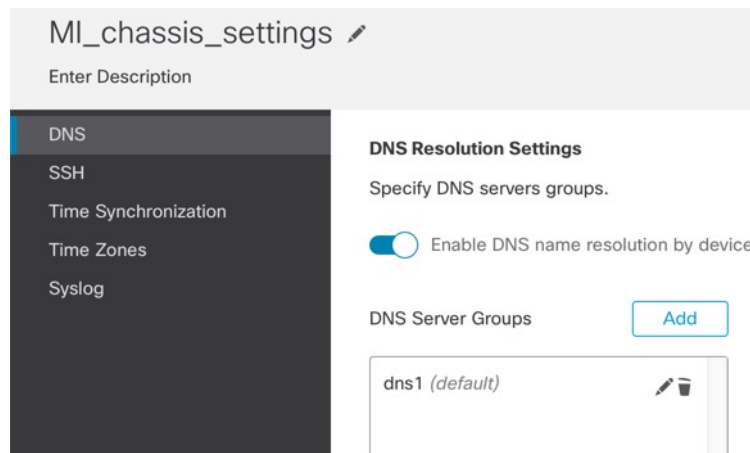 MI_chassis_settings
Enter Description
DNS
SSH
Time Synchronization
Time Zones
Syslog
DNS Resolution Settings
Specify DNS servers groups.
Enable DNS name resolution by device
DNS Server Groups
Add
dns1 (default)